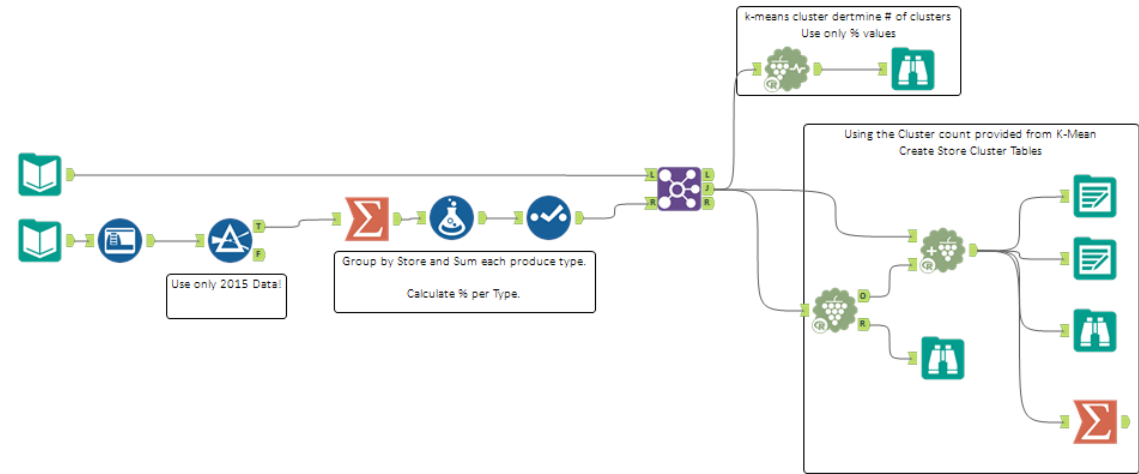 k-means cluster dertmine # of clusters
Use only % values
Using the Cluster count provided from K-Mean
Create Store Cluster Tables
L
R
L
J
R
T
F
Group by Store and Sum each produce type.
Calculate % per Type.
Use only 2015 Data!
O
R
R
R
R